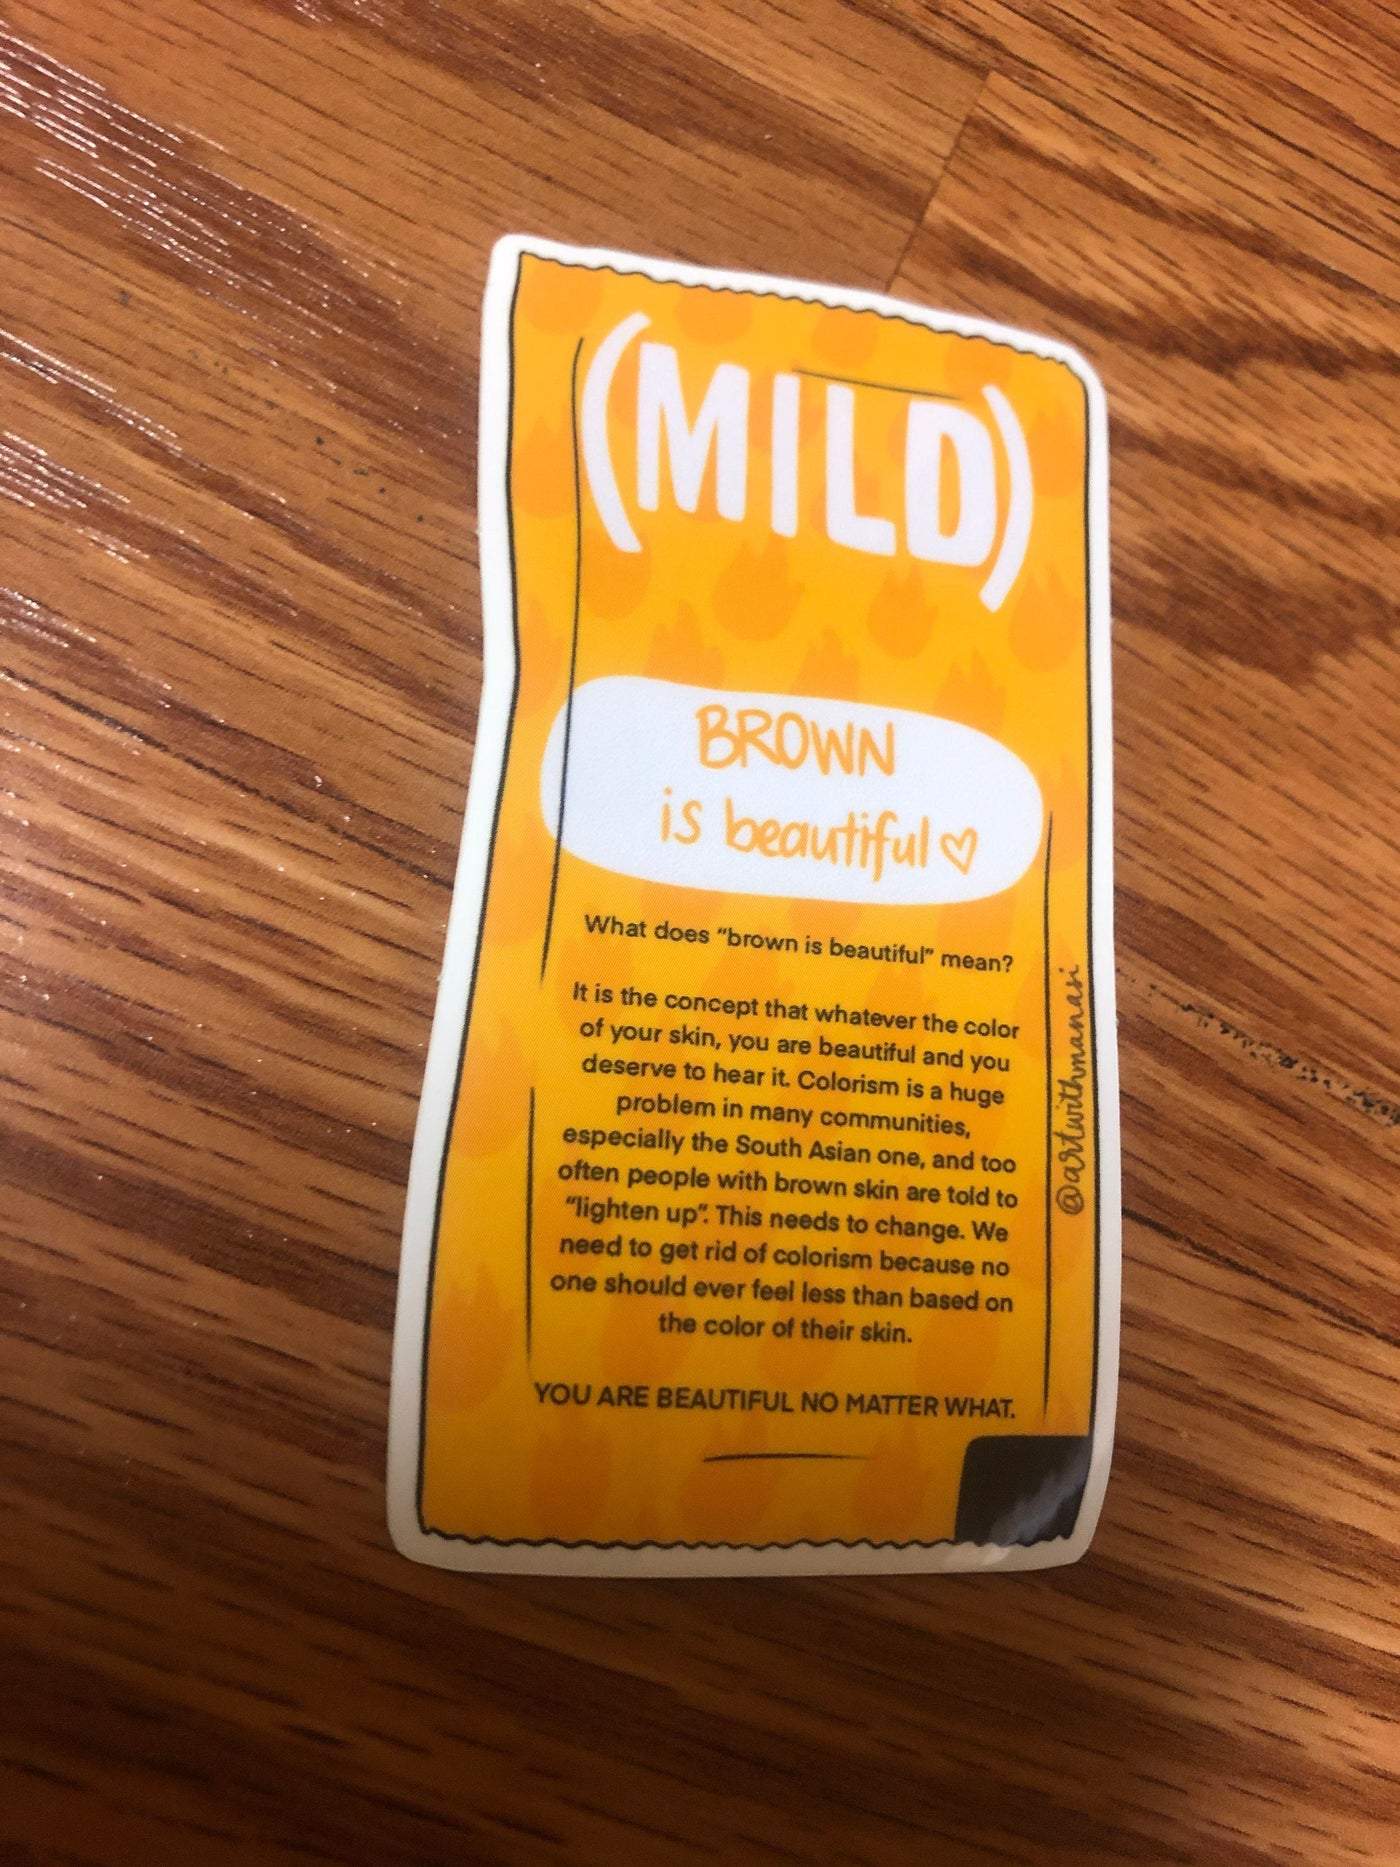 (MILD)
BROWN
is beautiful♡
What does “brown is beautiful” mean?
It is the concept that whatever the color
of your skin, you are beautiful and you
deserve to hear it. Colorism is a huge
problem in many communities,
especially the South Asian one, and too
often people with brown skin are told to
“lighten up”. This needs to change. We
need to get rid of colorism because no
one should ever feel less than based on
the color of their skin.
YOU ARE BEAUTIFUL NO MATTER WHAT.
@artwithmanasi